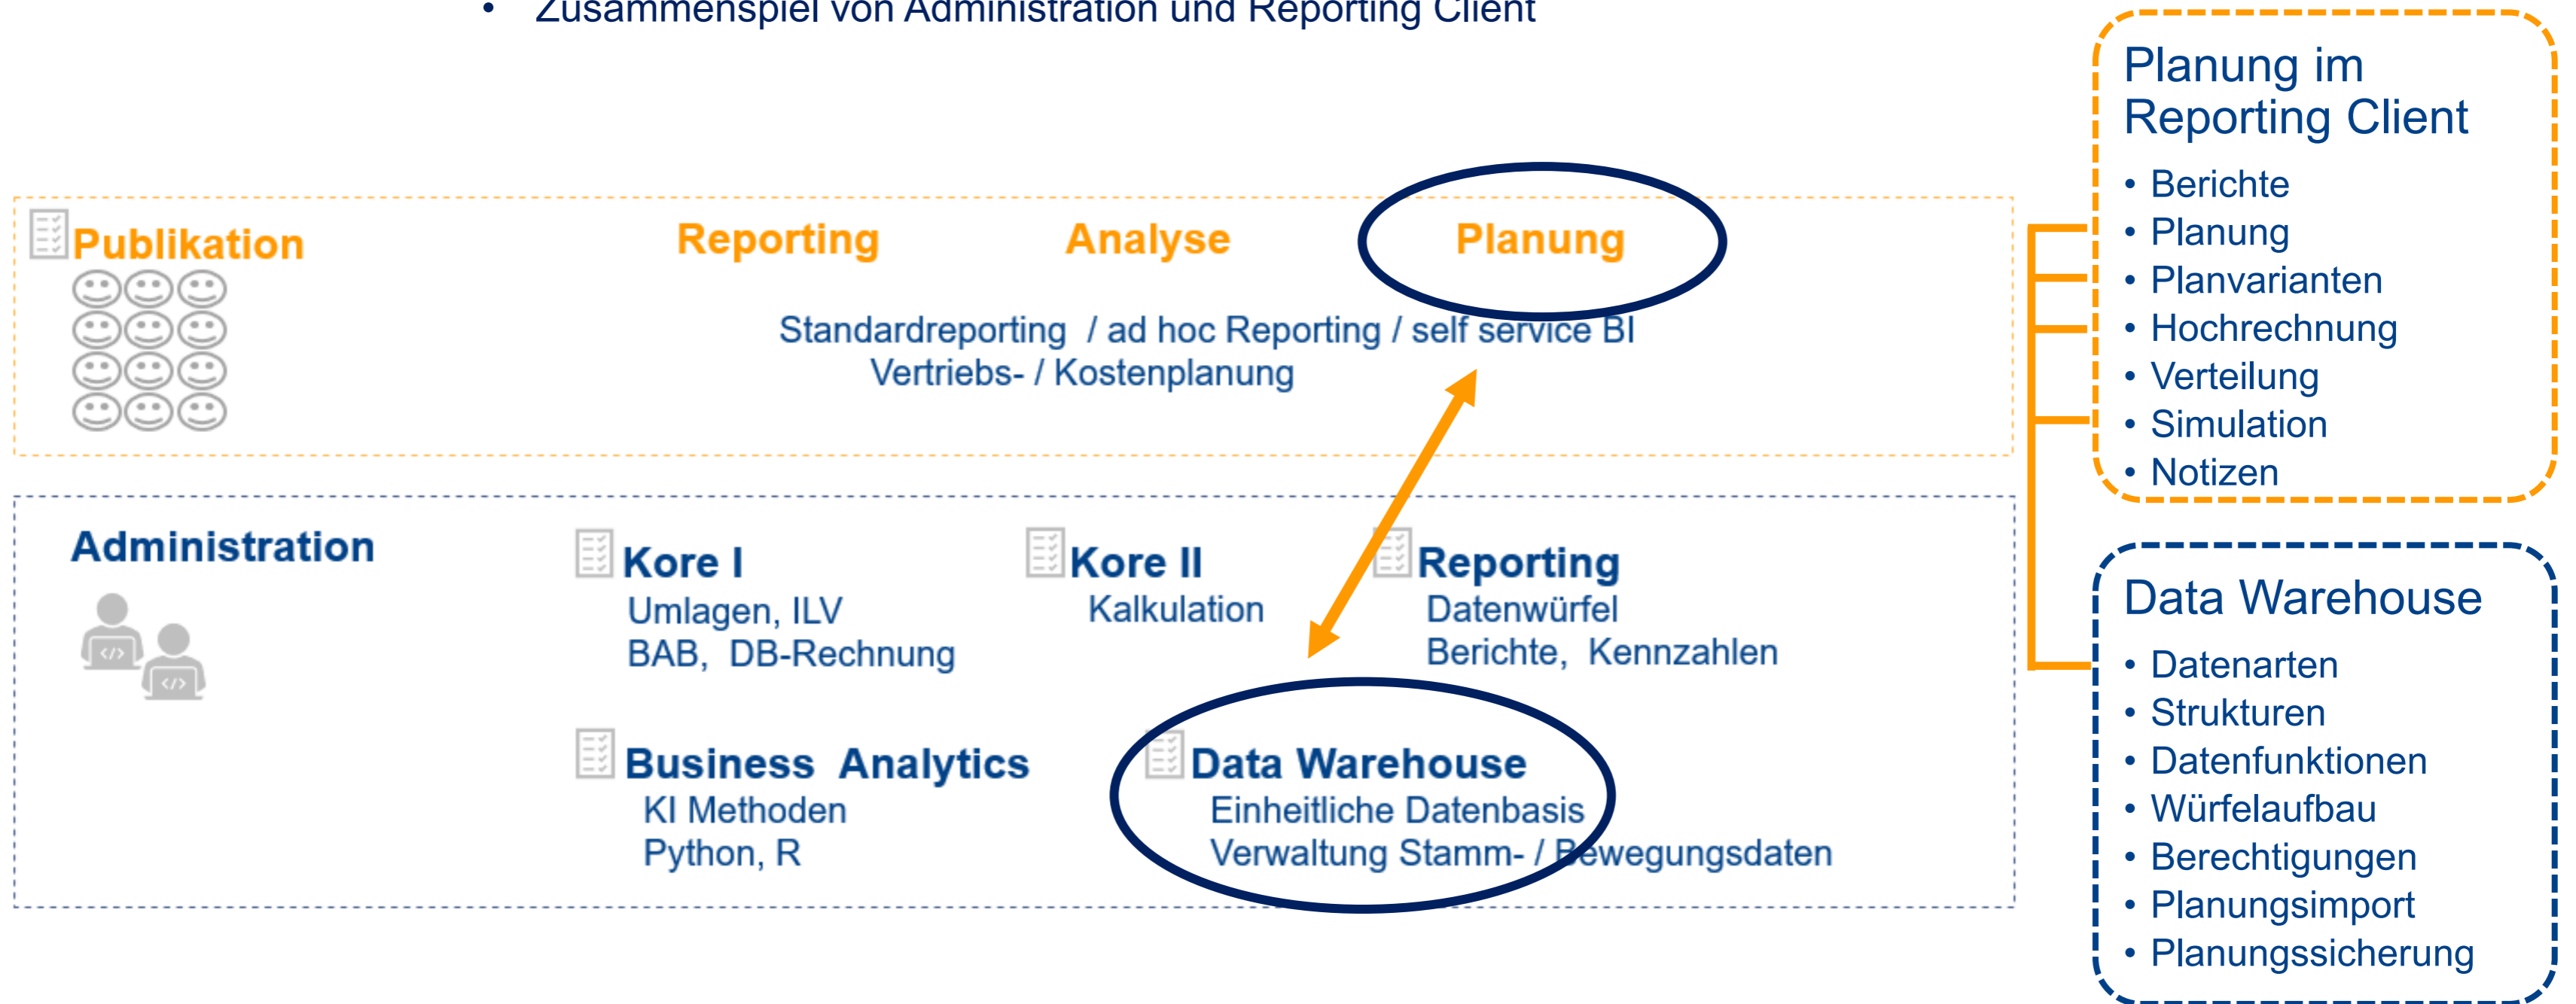 • Zusammenspiel von Administration und Reporting Client
Publikation
Reporting
Analyse
Planung
Standardreporting / ad hoc Reporting / self service BI
Vertriebs- / Kostenplanung
Administration
Kore I
Umlagen, ILV
BAB, DB-Rechnung
Kore II
Kalkulation
Reporting
Datenwürfel
Berichte, Kennzahlen
Business Analytics
KI Methoden
Python, R
Data Warehouse
Einheitliche Datenbasis
Verwaltung Stamm- / Bewegungsdaten
Planung im
Reporting Client
• Berichte
• Planung
• Planvarianten
• Hochrechnung
• Verteilung
• Simulation
• Notizen
Data Warehouse
• Datenarten
• Strukturen
• Datenfunktionen
• Würfelaufbau
• Berechtigungen
• Planungsimport
• Planungssicherung